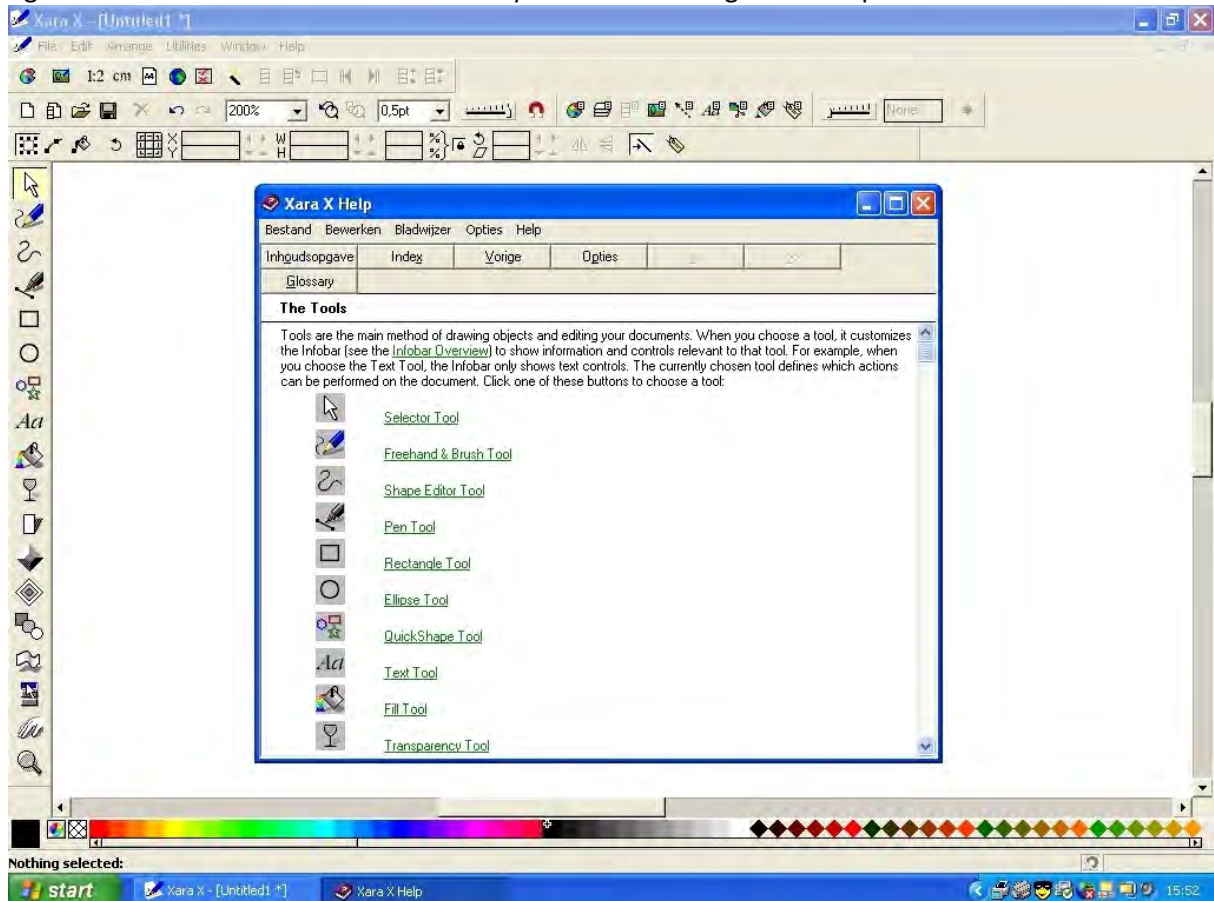 Xara X - [Untitled1 *]
File Edit Arrange Utilities Window Help
1:2 cm
200% 0,5pt None
X W %
Y H %
Xara X Help
Bestand Bewerken Bladwijzer Opties Help
Inhoudsopgave Index Vorige Opties
Glossary
The Tools
Tools are the main method of drawing objects and editing your documents. When you choose a tool, it customizes
the Infobar (see the Infobar Overview) to show information and controls relevant to that tool. For example, when
you choose the Text Tool, the Infobar only shows text controls. The currently chosen tool defines which actions
can be performed on the document. Click one of these buttons to choose a tool:
Selector Tool
Freehand & Brush Tool
Shape Editor Tool
Pen Tool
Rectangle Tool
Ellipse Tool
QuickShape Tool
Text Tool
Fill Tool
Transparency Tool
Nothing selected:
start Xara X - [Untitled1 *] Xara X Help 15:52